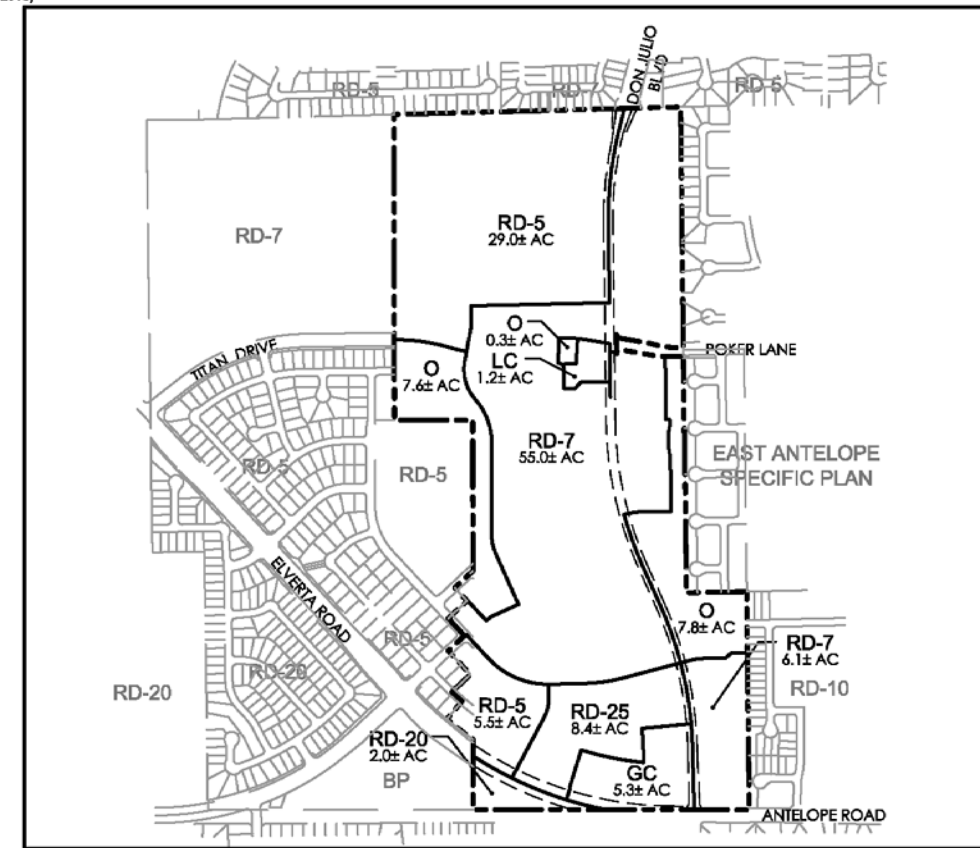 DON JULIO
BLVD
RD-5
RD-5
RD-7
RD-5
29.0± AC
O
0.3± AC
LC
1.2± AC
POKER LANE
TITAN DRIVE
O
7.6± AC
RD-7
55.0± AC
EAST ANTELOPE
SPECIFIC PLAN
RD-5
RD-5
ELVERTA ROAD
O
7.8± AC
RD-5
RD-7
6.1± AC
RD-20
RD-20
RD-10
RD-5
5.5± AC
RD-25
8.4± AC
RD-20
2.0± AC
BP
GC
5.3± AC
ANTELOPE ROAD